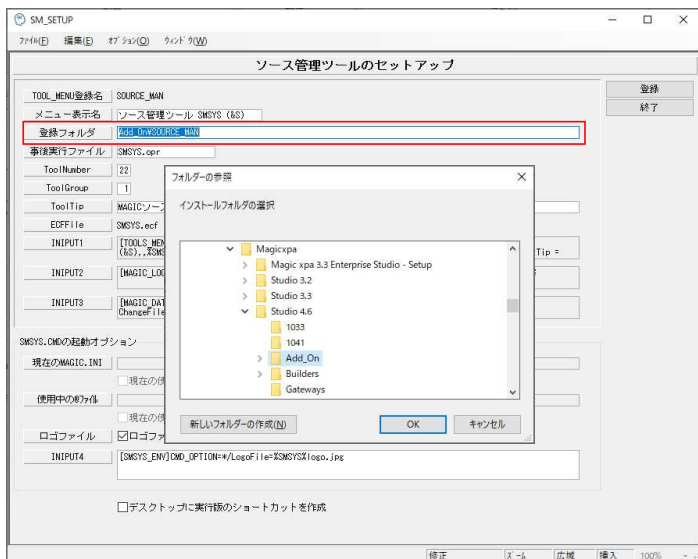 SM_SETUP
ﾌｧｲﾙ(F) 編集(E) ｵﾌﾟｼｮﾝ(O) ｳｨﾝﾄﾞｳ(W)
ソース管理ツールのセットアップ
TOOL_MENU登録名 SOURCE_MAN
登録
メニュー表示名 ソース管理ツール SMSYS (&S)
終了
登録フォルダ Add_On¥SOURCE_MAN
事後実行ファイル SMSYS.opr
ToolNumber 22
ToolGroup 1
ToolTip MAGICソー
ECFFile SMSYS.ecf
INIPUT1 [TOOLS_MEN
(&S),,%SMS
Tip =
INIPUT2 [MAGIC_LOG
INIPUT3 [MAGIC_DAT
ChangeFile
フォルダーの参照
インストールフォルダの選択
Magicxpa
Magic xpa 3.3 Enterprise Studio - Setup
Studio 3.2
Studio 3.3
Studio 4.6
1033
1041
Add_On
Builders
Gateways
新しいフォルダーの作成(N) OK キャンセル
SMSYS.CMDの起動オプション
現在のMAGIC.INI
現在の使
使用中のﾛｸﾞﾌｧｲﾙ
現在の使
ロゴファイル ロゴファ
INIPUT4 [SMSYS_ENV]CMD_OPTION=*/LogoFile=%SMSYS%logo.jpg
デスクトップに実行版のショートカットを作成
修正 ｽﾞｰﾑ 広域 挿入 100%